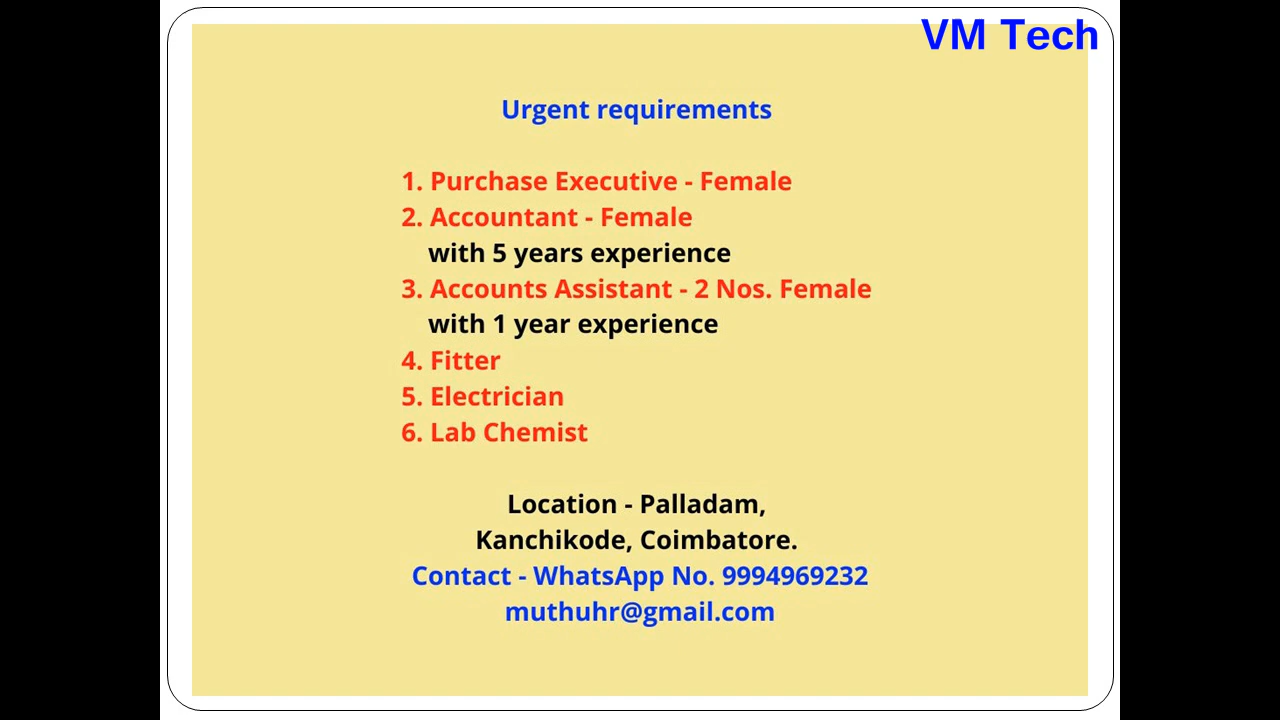 VM Tech
Urgent requirements
1. Purchase Executive - Female
2. Accountant - Female
with 5 years experience
3. Accounts Assistant - 2 Nos. Female
with 1 year experience
4. Fitter
5. Electrician
6. Lab Chemist
Location - Palladam,
Kanchikode, Coimbatore.
Contact - WhatsApp No. 9994969232
muthuhr@gmail.com